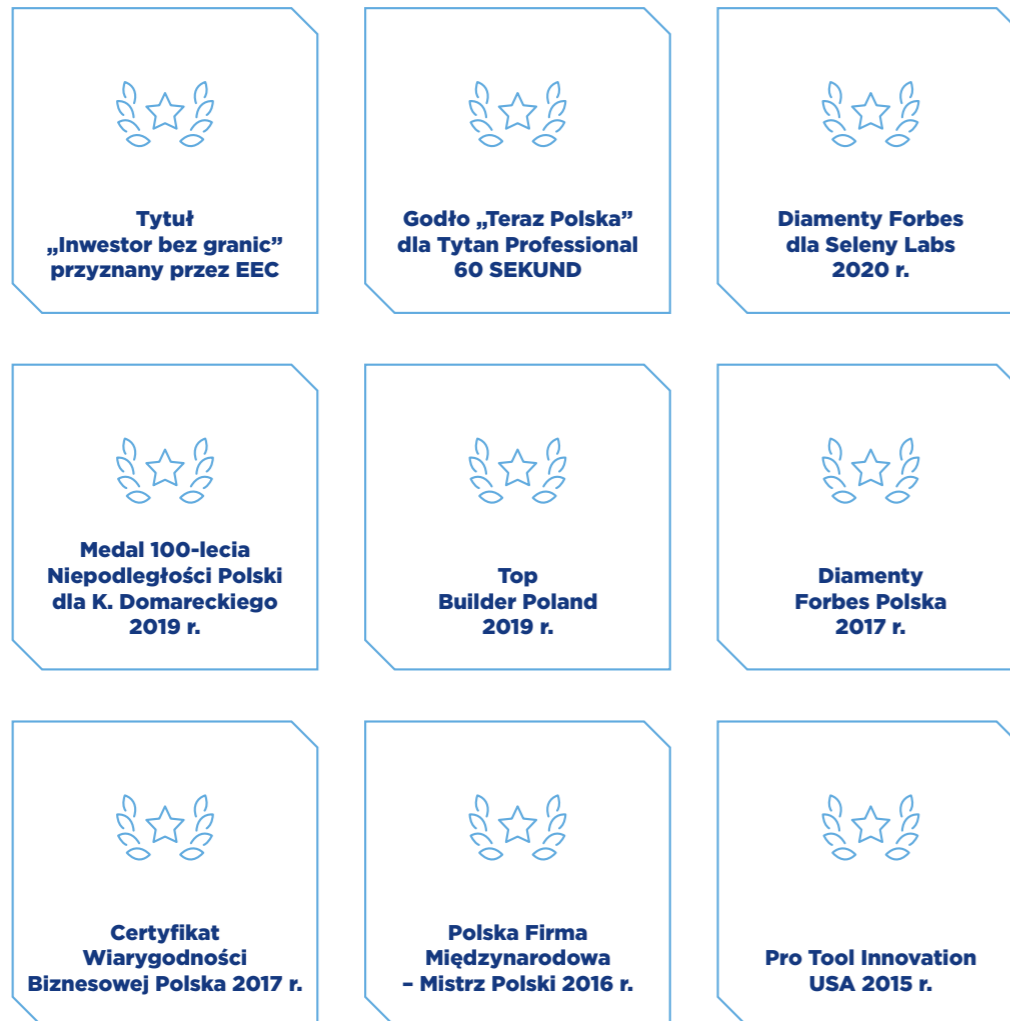 Tytuł
„Inwestor bez granic”
przyznany przez EEC
Godło „Teraz Polska”
dla Tytan Professional
60 SEKUND
Diamenty Forbes
dla Seleny Labs
2020 r.
Medal 100-lecia
Niepodległości Polski
dla K. Domareckiego
2019 r.
Top
Builder Poland
2019 r.
Diamenty
Forbes Polska
2017 r.
Certyfikat
Wiarygodności
Biznesowej Polska 2017 r.
Polska Firma
Międzynarodowa
– Mistrz Polski 2016 r.
Pro Tool Innovation
USA 2015 r.